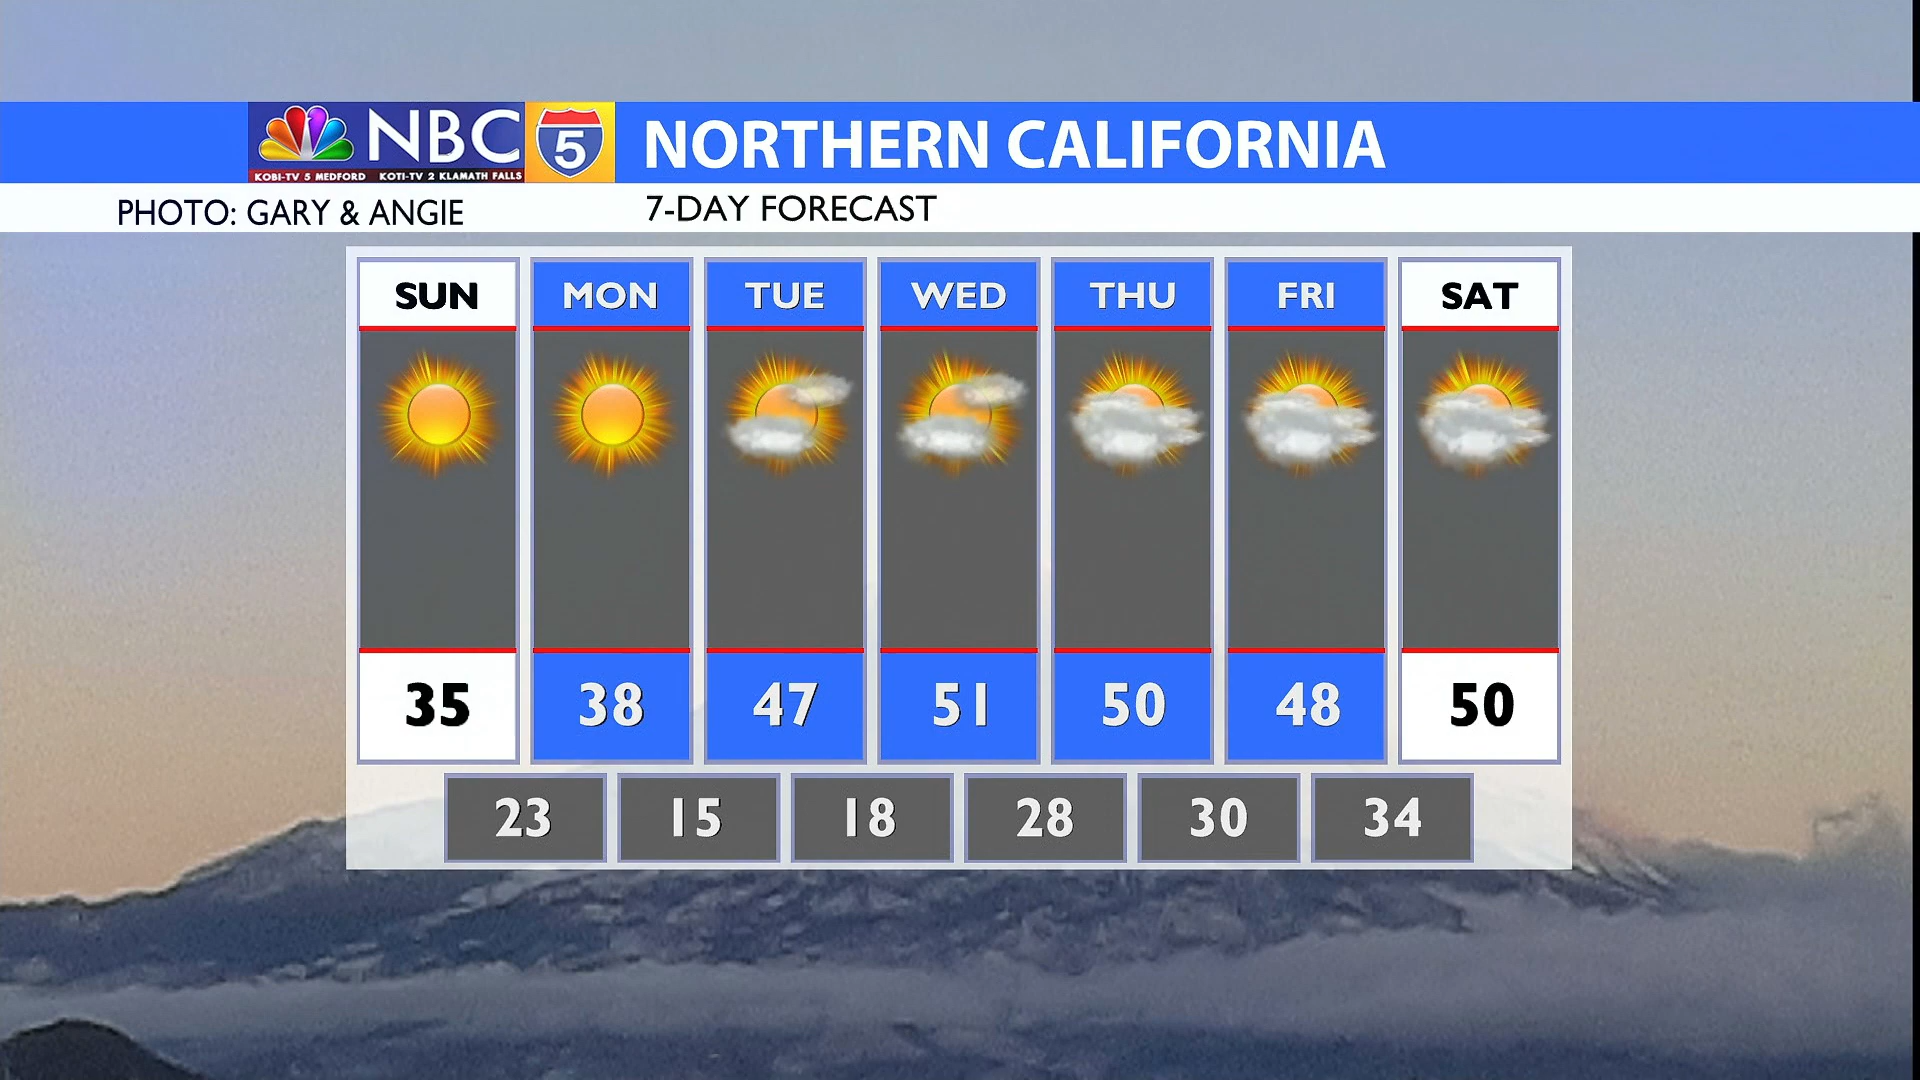 NBC 5
KOBI-TV 5 MEDFORD KOTI-TV 2 KLAMATH FALLS
NORTHERN CALIFORNIA
PHOTO: GARY & ANGIE
7-DAY FORECAST
SUN MON TUE WED THU FRI SAT
35 38 47 51 50 48 50
23 15 18 28 30 34